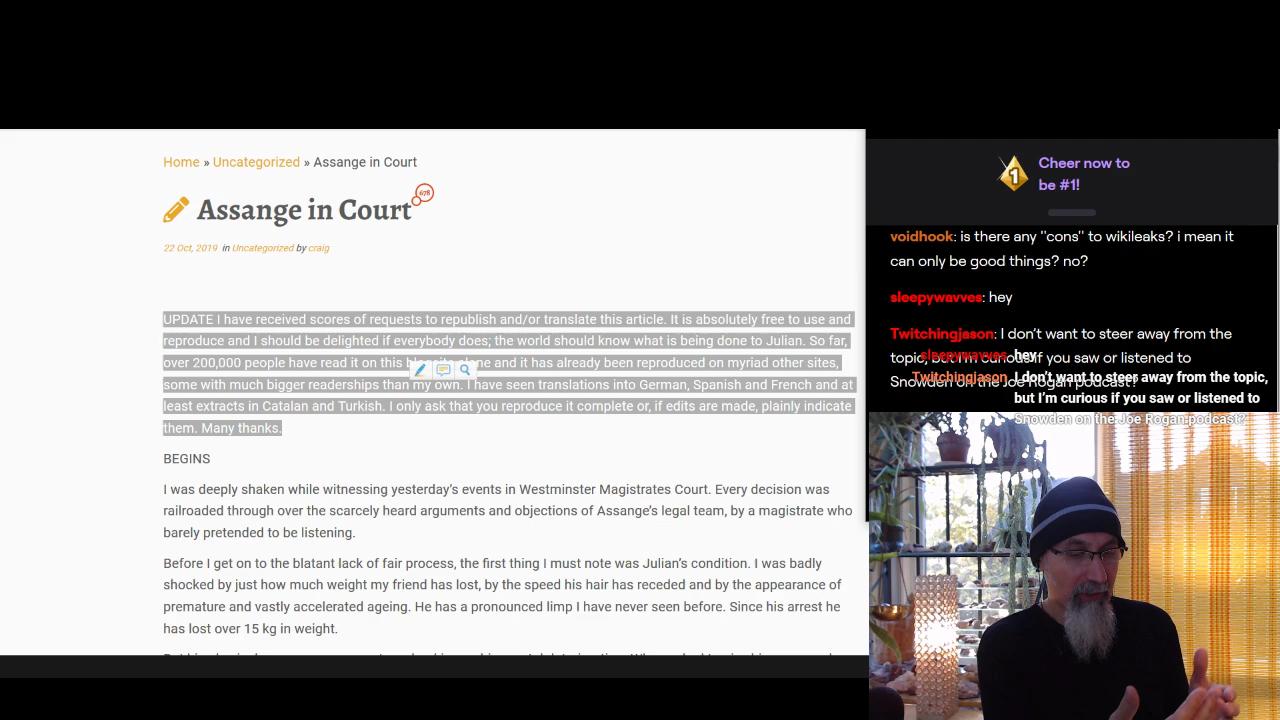 Home » Uncategorized » Assange in Court
Assange in Court
678
22 Oct, 2019 in Uncategorized by craig
UPDATE I have received scores of requests to republish and/or translate this article. It is absolutely free to use and
reproduce and I should be delighted if everybody does; the world should know what is being done to Julian. So far,
over 200,000 people have read it on this blogsite alone and it has already been reproduced on myriad other sites,
some with much bigger readerships than my own. I have seen translations into German, Spanish and French and at
least extracts in Catalan and Turkish. I only ask that you reproduce it complete or, if edits are made, plainly indicate
them. Many thanks.
BEGINS
I was deeply shaken while witnessing yesterday's events in Westminster Magistrates Court. Every decision was
railroaded through over the scarcely heard arguments and objections of Assange's legal team, by a magistrate who
barely pretended to be listening.
Before I get on to the blatant lack of fair process, the first thing I must note was Julian's condition. I was badly
shocked by just how much weight my friend has lost, by the speed his hair has receded and by the appearance of
premature and vastly accelerated ageing. He has a pronounced limp I have never seen before. Since his arrest he
has lost over 15 kg in weight.
1
Cheer now to
be #1!
voidhook: is there any "cons" to wikileaks? i mean it
can only be good things? no?
sleepywavves: hey
Twitchingjason: I don't want to steer away from the
topic, but I'm curious if you saw or listened to
Snowden on the Joe Rogan podcast?
sleepywavves hey
Twitchingjason I don't want to steer away from the topic,
but I'm curious if you saw or listened to
Snowden on the Joe Rogan podcast?